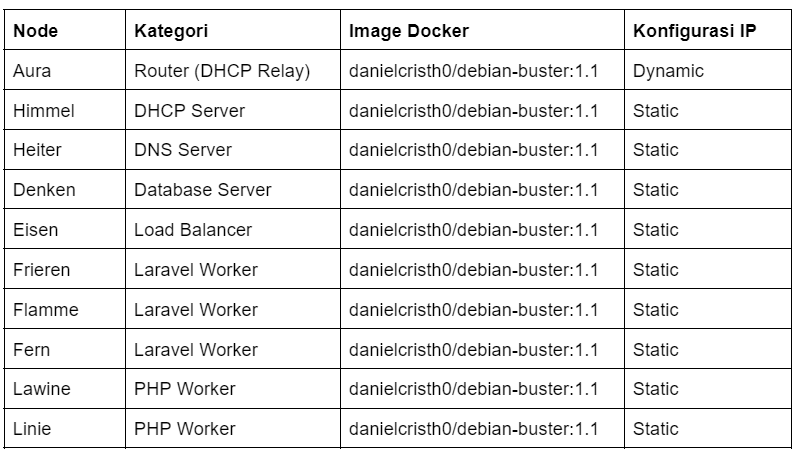 Node Kategori Image Docker Konfigurasi IP
Aura Router (DHCP Relay) danielcristh0/debian-buster:1.1 Dynamic
Himmel DHCP Server danielcristh0/debian-buster:1.1 Static
Heiter DNS Server danielcristh0/debian-buster:1.1 Static
Denken Database Server danielcristh0/debian-buster:1.1 Static
Eisen Load Balancer danielcristh0/debian-buster:1.1 Static
Frieren Laravel Worker danielcristh0/debian-buster:1.1 Static
Flamme Laravel Worker danielcristh0/debian-buster:1.1 Static
Fern Laravel Worker danielcristh0/debian-buster:1.1 Static
Lawine PHP Worker danielcristh0/debian-buster:1.1 Static
Linie PHP Worker danielcristh0/debian-buster:1.1 Static